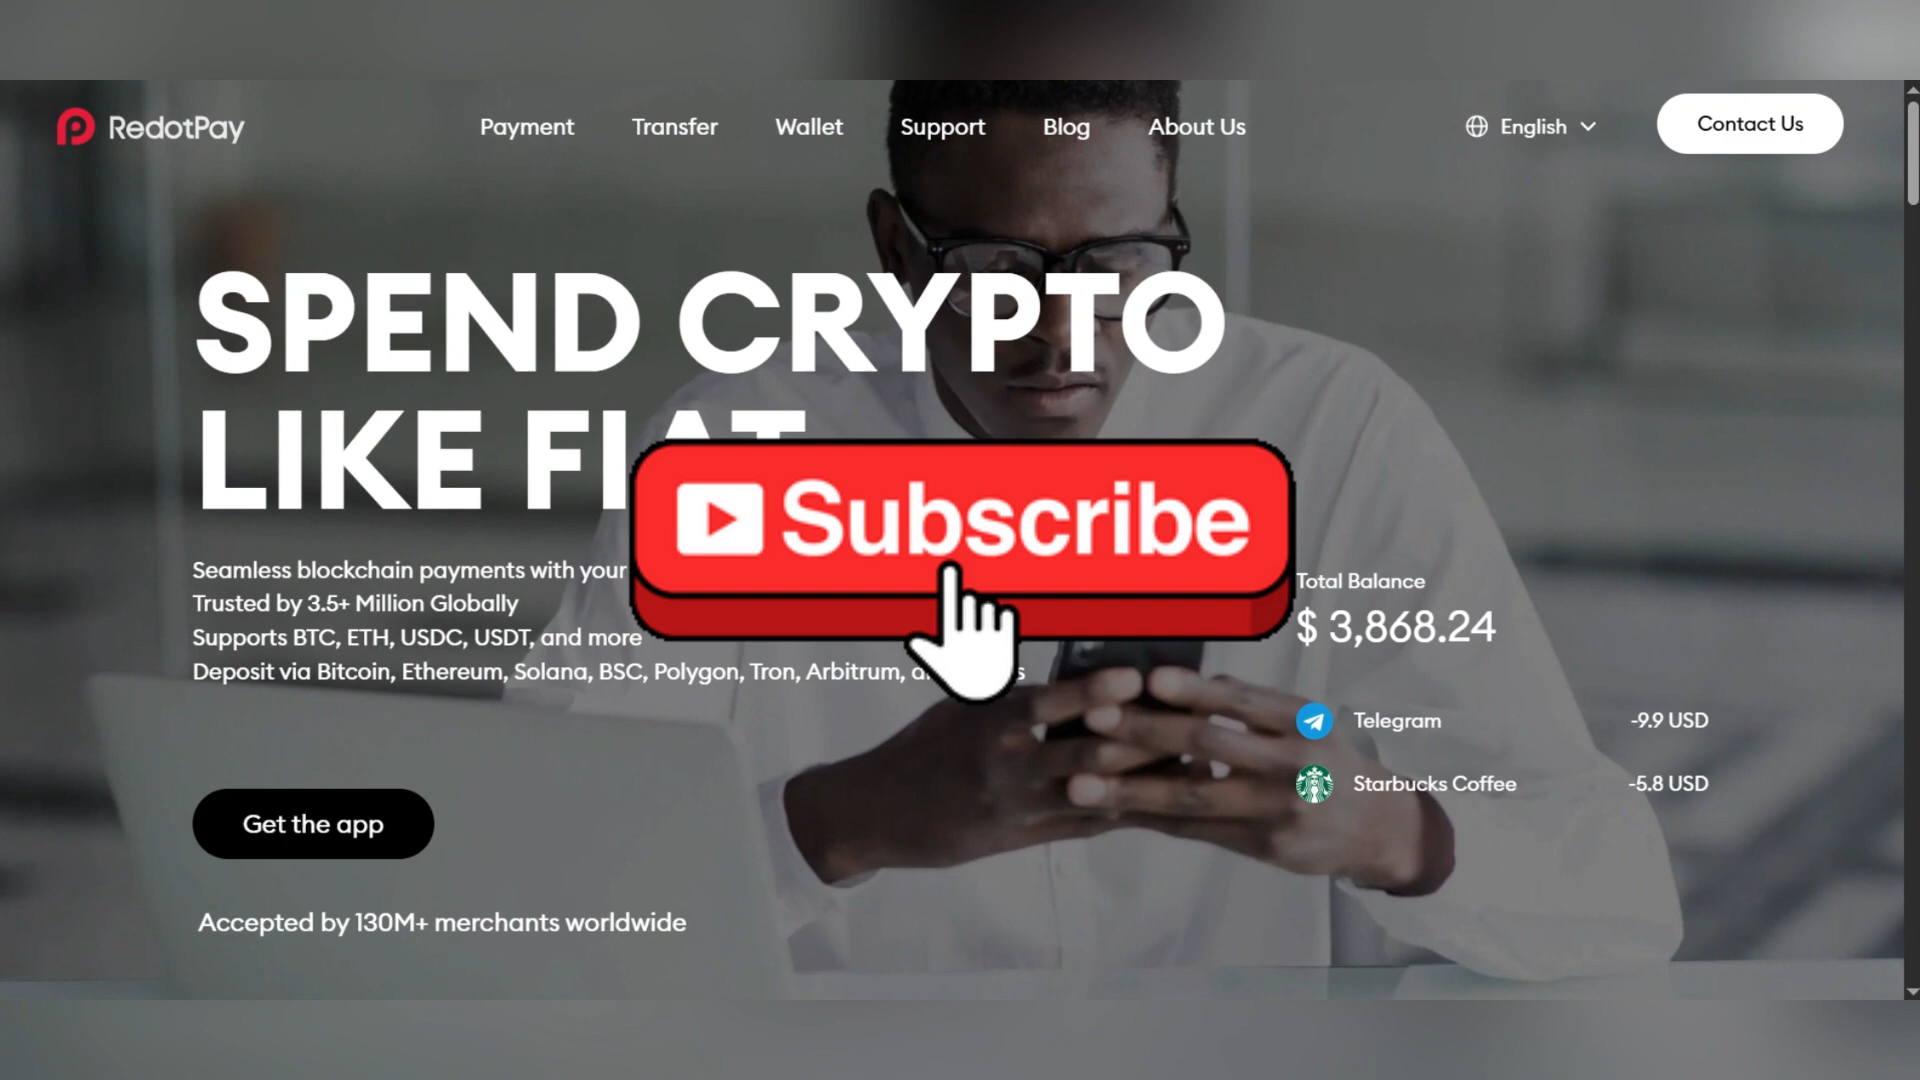 RedotPay
Payment
Transfer
Wallet
Support
Blog
About Us
English
Contact Us
SPEND CRYPTO
LIKE FIAT
Subscribe
Seamless blockchain payments with your
Trusted by 3.5+ Million Globally
Supports BTC, ETH, USDC, USDT, and more
Deposit via Bitcoin, Ethereum, Solana, BSC, Polygon, Tron, Arbitrum,
Total Balance
$ 3,868.24
Telegram
-9.9 USD
Starbucks Coffee
-5.8 USD
Get the app
Accepted by 130M+ merchants worldwide